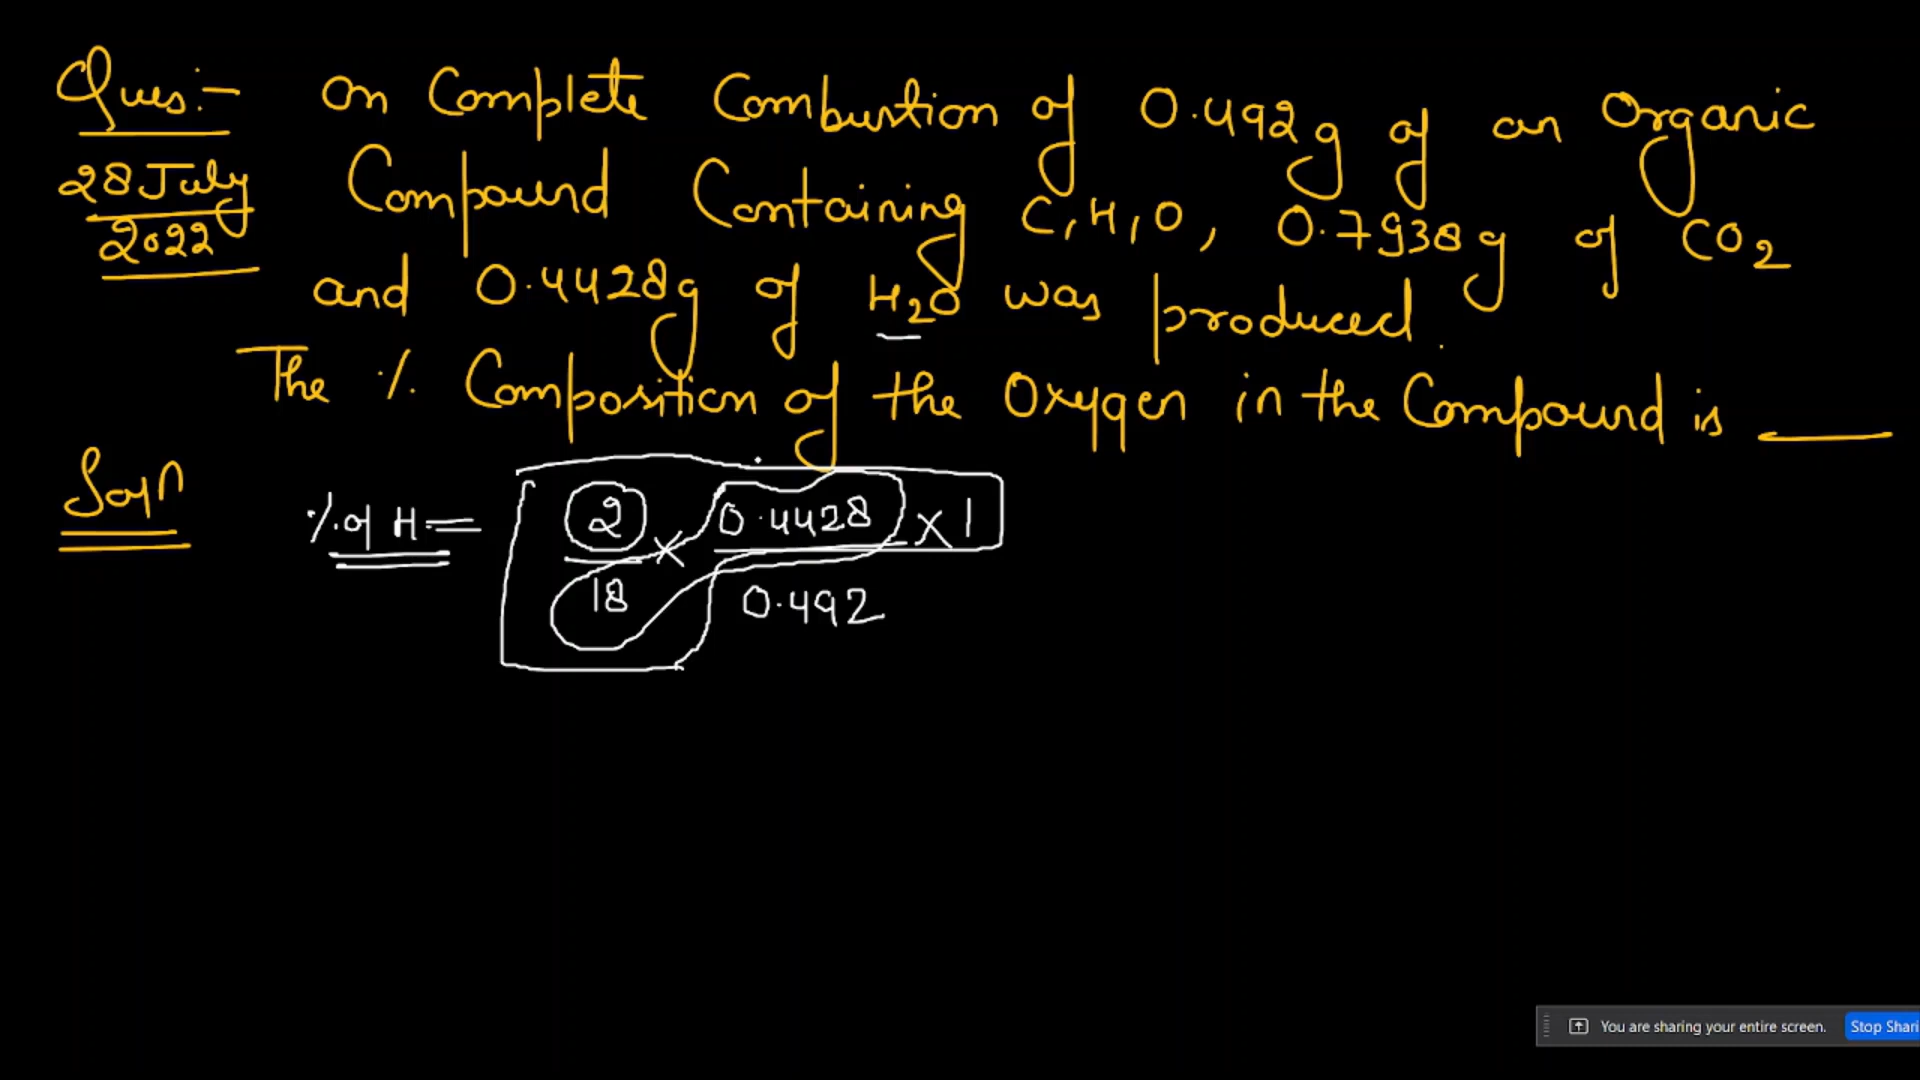 Ques:- On Complete Combustion of 0.492g of an Organic
28 July Compound Containing C,H,O, 0.7938g of CO2
2022 and 0.4428g of H2O was produced.
The % Composition of the Oxygen in the Compound is ____
Sol^n
% of H = 2/18 × 0.4428/0.492 × 1
You are sharing your entire screen. Stop Shari